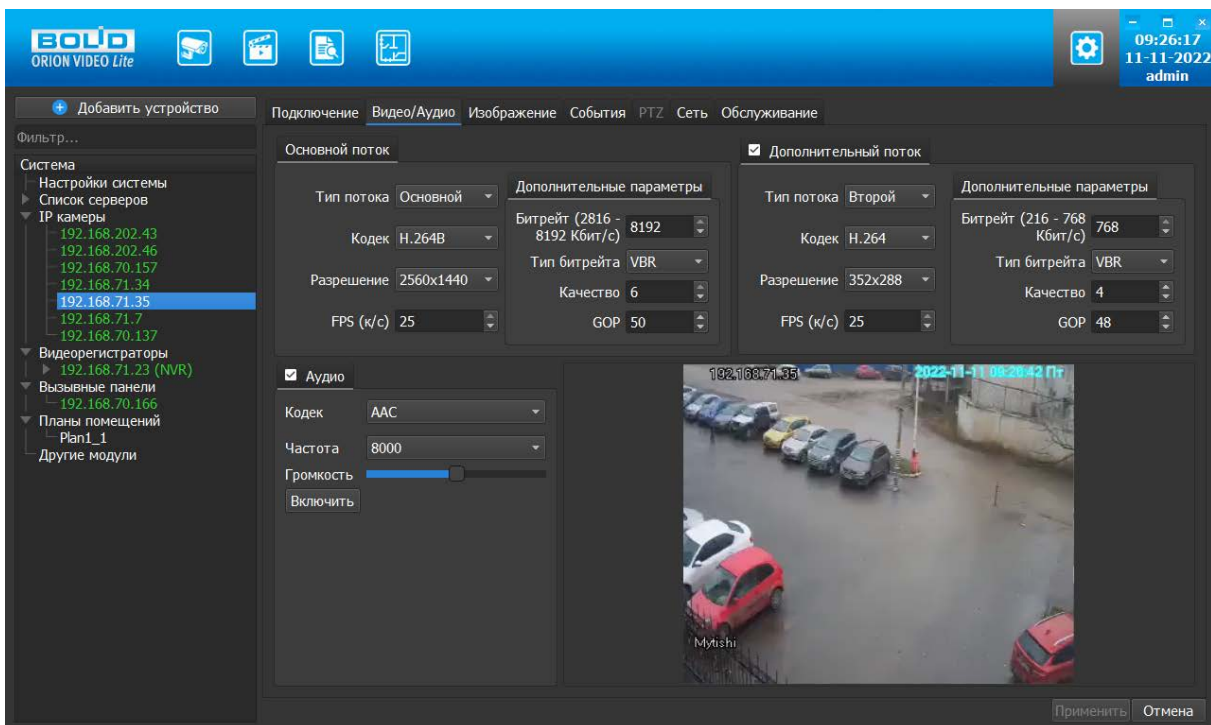 BOLID
ORION VIDEO Lite
09:26:17
11-11-2022
admin
Добавить устройство
Фильтр...
Система
Настройки системы
Список серверов
IP камеры
192.168.202.43
192.168.202.46
192.168.70.157
192.168.71.34
192.168.71.35
192.168.71.7
192.168.70.137
Видеорегистраторы
192.168.71.23 (NVR)
Вызывные панели
192.168.70.166
Планы помещений
Plan1_1
Другие модули
Подключение Видео/Аудио Изображение События PTZ Сеть Обслуживание
Основной поток
Тип потока Основной
Кодек H.264B
Разрешение 2560x1440
FPS (к/с) 25
Дополнительные параметры
Битрейт (2816 -
8192 Кбит/с) 8192
Тип битрейта VBR
Качество 6
GOP 50
Дополнительный поток
Тип потока Второй
Кодек H.264
Разрешение 352x288
FPS (к/с) 25
Дополнительные параметры
Битрейт (216 - 768
Кбит/с) 768
Тип битрейта VBR
Качество 4
GOP 48
Аудио
Кодек AAC
Частота 8000
Громкость
Включить
192.168.71.35
2022-11-11 09:26:42 Пт
Mytishi
Применить Отмена